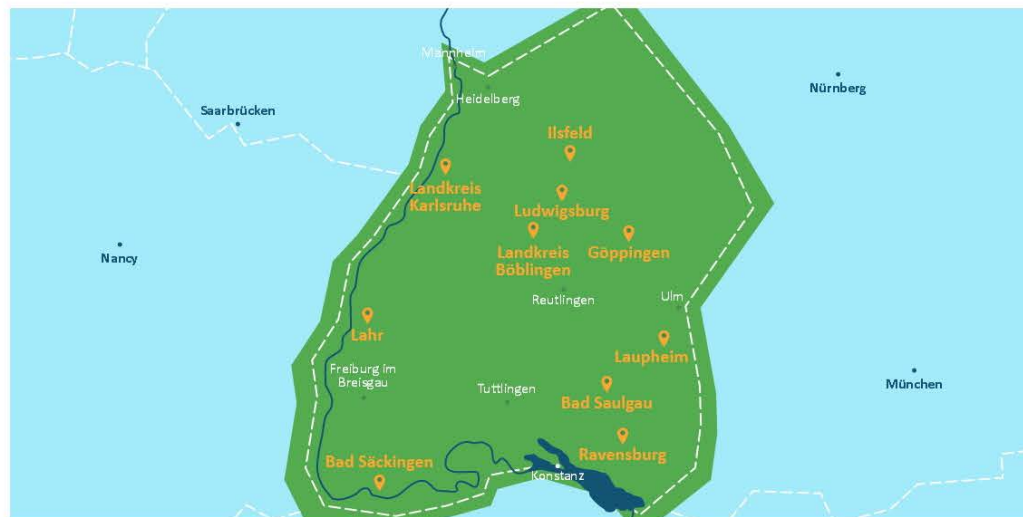 Mannheim
Nürnberg
Heidelberg
Saarbrücken
Ilsfeld
Landkreis
Karlsruhe
Ludwigsburg
Nancy
Landkreis
Böblingen
Göppingen
Reutlingen
Ulm
Lahr
Laupheim
Freiburg im
Breisgau
Tuttlingen
München
Bad Saulgau
Bad Säckingen
Ravensburg
Konstanz